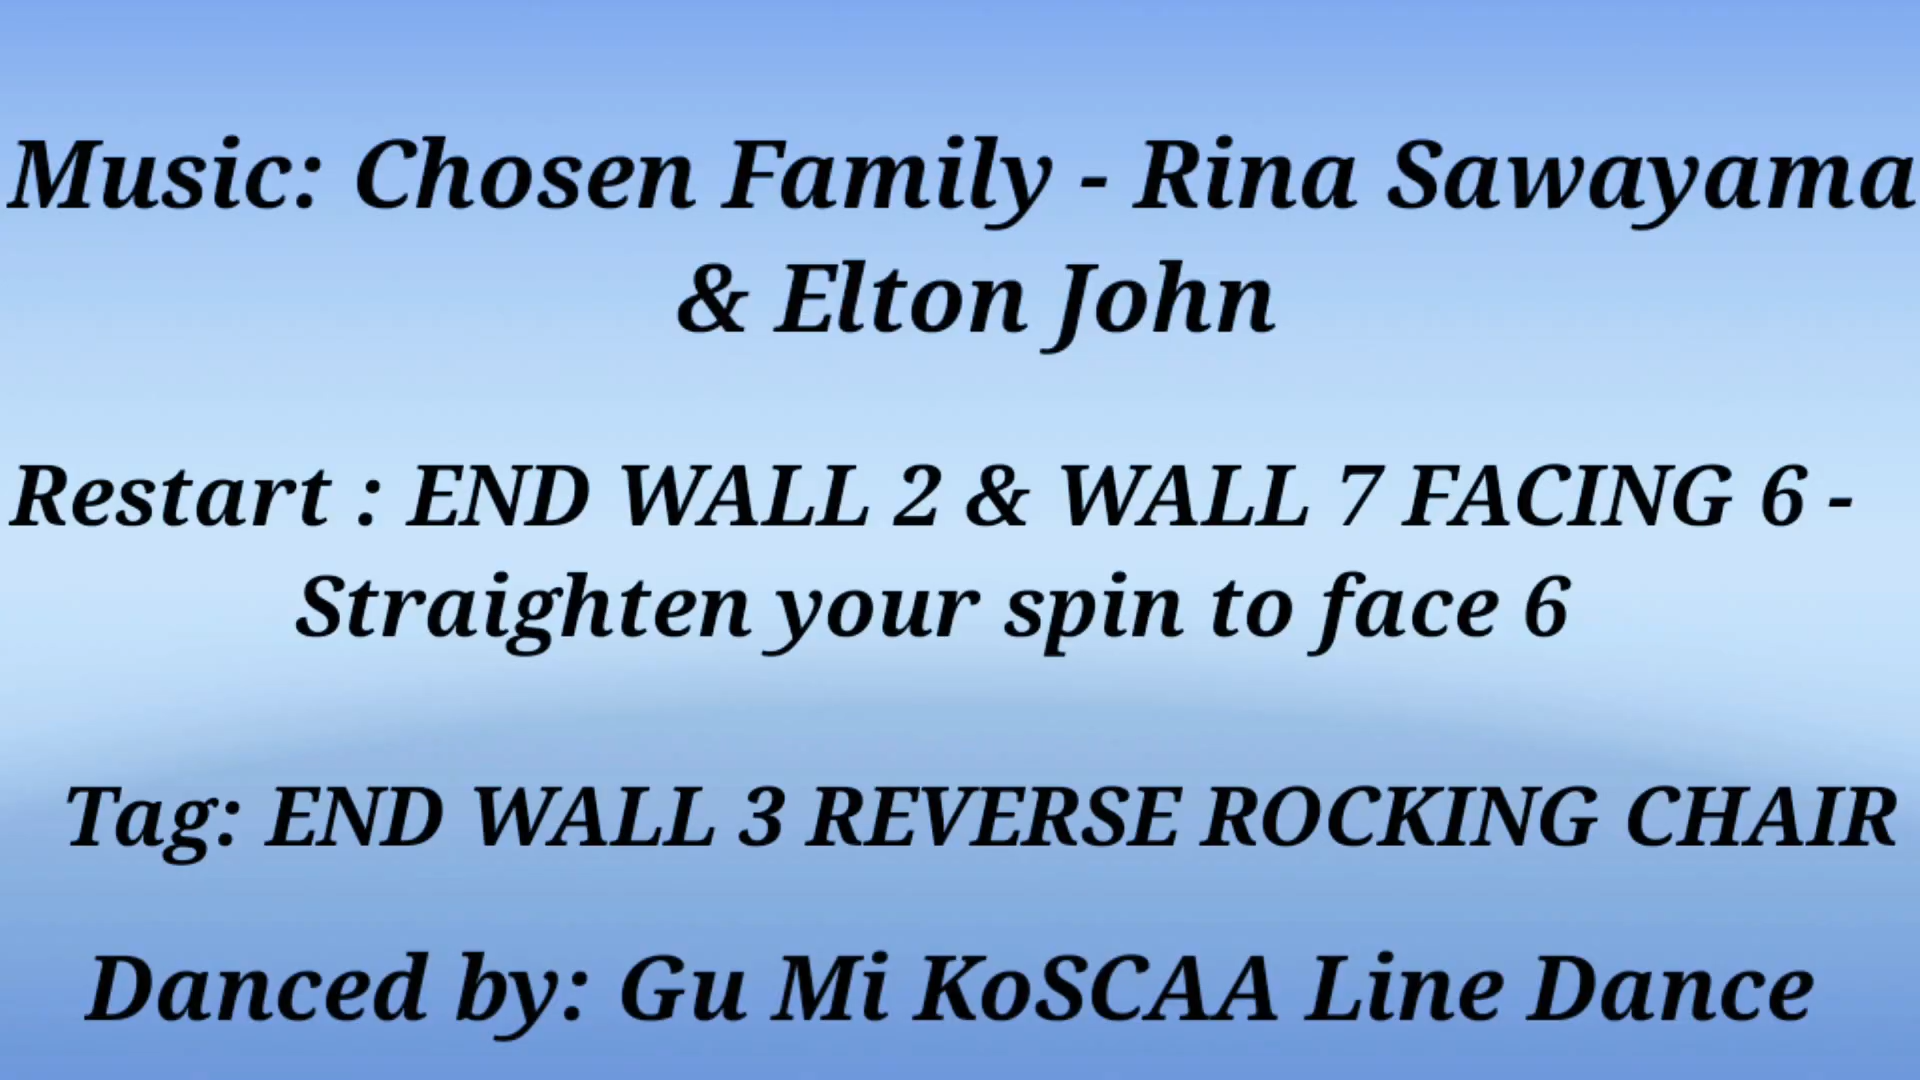 Music: Chosen Family - Rina Sawayama
& Elton John
Restart : END WALL 2 & WALL 7 FACING 6 -
Straighten your spin to face 6
Tag: END WALL 3 REVERSE ROCKING CHAIR
Danced by: Gu Mi KoSCAA Line Dance